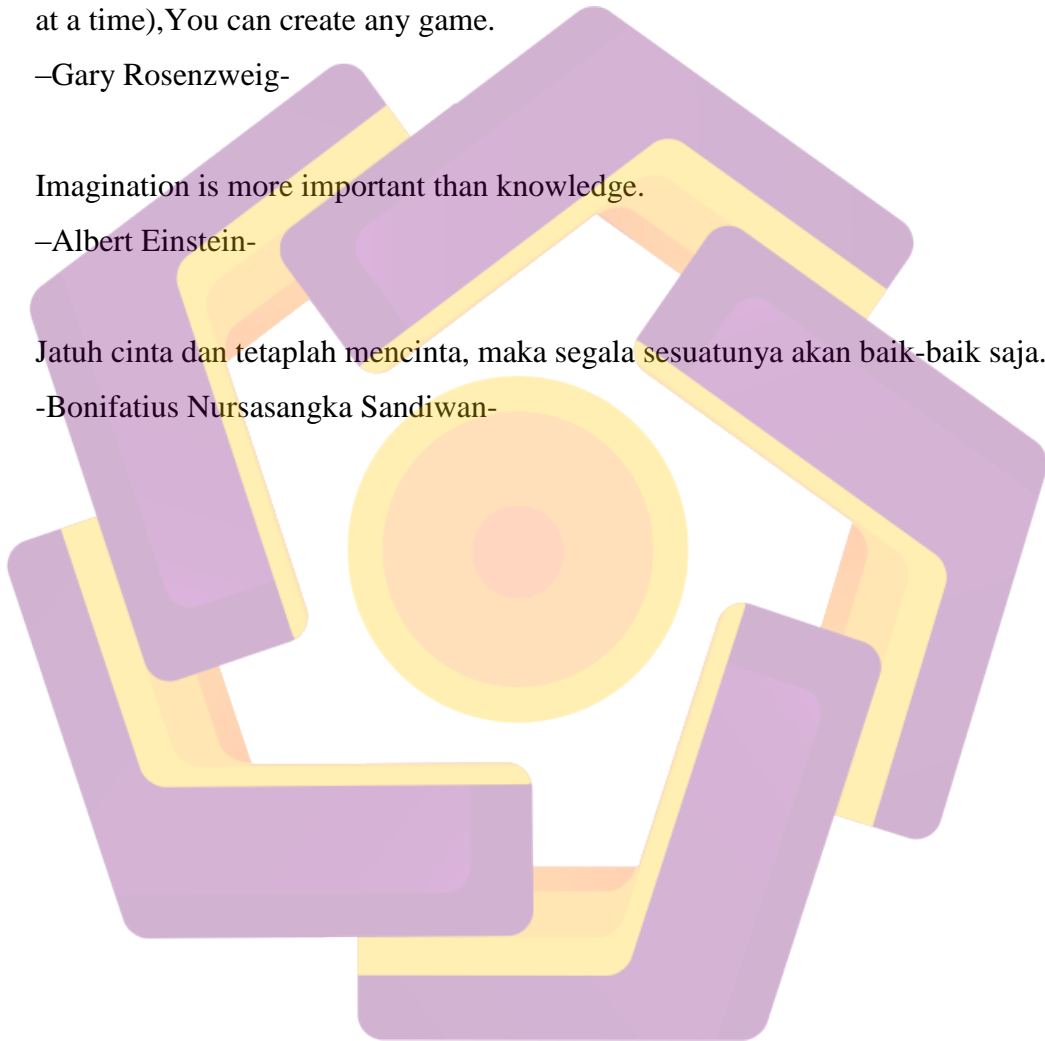 at a time),You can create any game.
–Gary Rosenzweig-
Imagination is more important than knowledge.
–Albert Einstein-
Jatuh cinta dan tetaplah mencinta, maka segala sesuatunya akan baik-baik saja.
-Bonifatius Nursasangka Sandiwan-